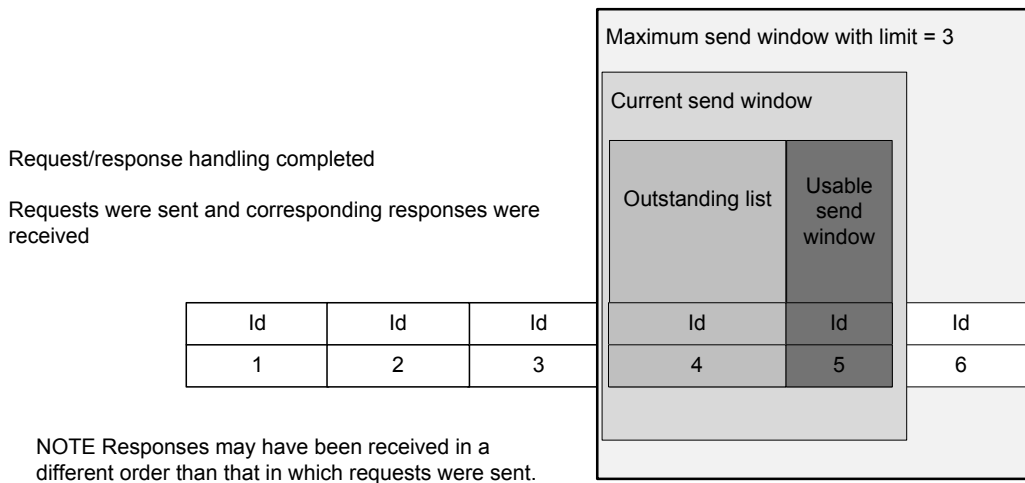 Maximum send window with limit = 3
Current send window
Request/response handling completed
Requests were sent and corresponding responses were
received
Outstanding list
Usable
send
window
Id Id Id Id Id Id
1 2 3 4 5 6
NOTE Responses may have been received in a
different order than that in which requests were sent.